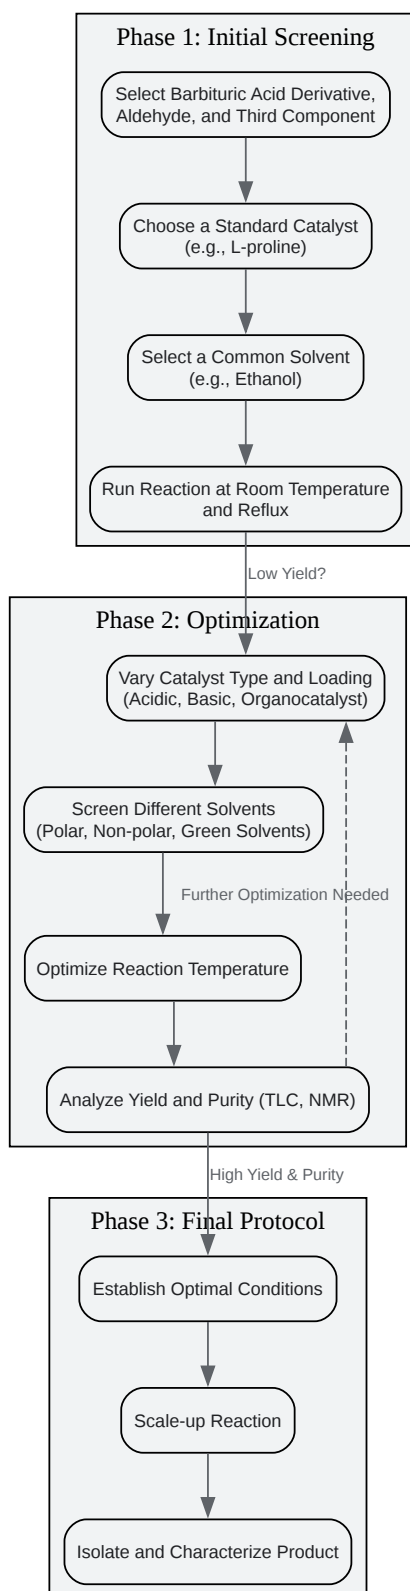 Phase 1: Initial Screening
Select Barbituric Acid Derivative,
Aldehyde, and Third Component
Choose a Standard Catalyst
(e.g., L-proline)
Select a Common Solvent
(e.g., Ethanol)
Run Reaction at Room Temperature
and Reflux
Low Yield?
Phase 2: Optimization
Vary Catalyst Type and Loading
(Acidic, Basic, Organocatalyst)
Screen Different Solvents
(Polar, Non-polar, Green Solvents)
Further Optimization Needed
Optimize Reaction Temperature
Analyze Yield and Purity (TLC, NMR)
High Yield & Purity
Phase 3: Final Protocol
Establish Optimal Conditions
Scale-up Reaction
Isolate and Characterize Product